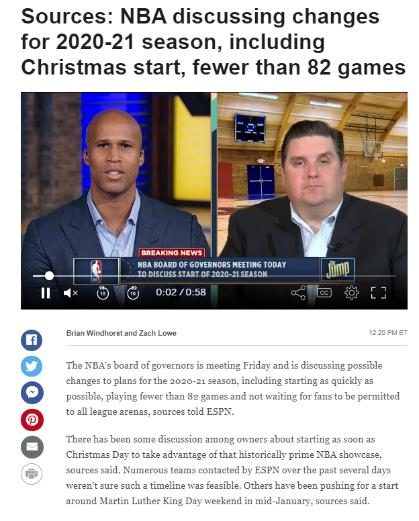 Sources: NBA discussing changes
for 2020-21 season, including
Christmas start, fewer than 82 games
BREAKING NEWS
NBA BOARD OF GOVERNORS MEETING TODAY
TO DISCUSS START OF 2020-21 SEASON
Jump
10
10
0:02 / 0:58
CC
Brian Windhorst and Zach Lowe
12:20 PM ET
The NBA's board of governors is meeting Friday and is discussing possible
changes to plans for the 2020-21 season, including starting as quickly as
possible, playing fewer than 82 games and not waiting for fans to be permitted
to all league arenas, sources told ESPN.
There has been some discussion among owners about starting as soon as
Christmas Day to take advantage of that historically prime NBA showcase,
sources said. Numerous teams contacted by ESPN over the past several days
weren't sure such a timeline was feasible. Others have been pushing for a start
around Martin Luther King Day weekend in mid-January, sources said.